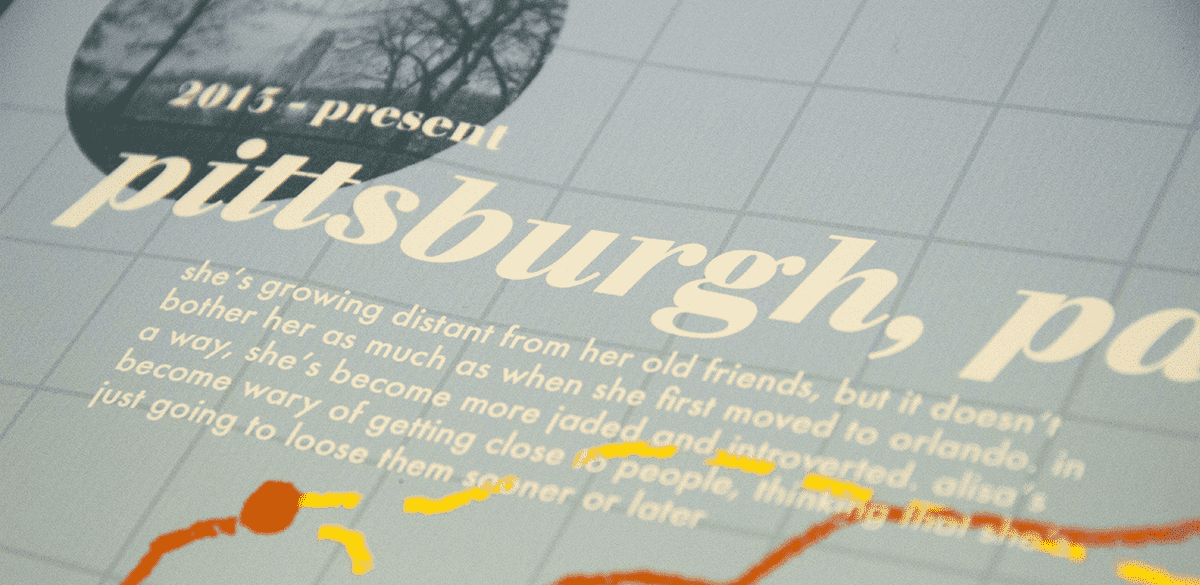 2015 - present
pittsburgh, pa
she's growing distant from her old friends, but it doesn't
bother her as much as when she first moved to orlando. in
a way, she's become more jaded and introverted. alisa's
become wary of getting close to people, thinking that she's
just going to loose them sooner or later